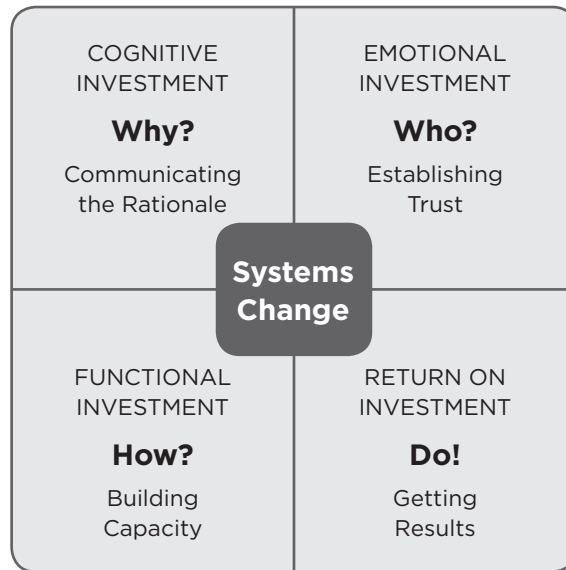 COGNITIVE
INVESTMENT
Why?
Communicating
the Rationale
EMOTIONAL
INVESTMENT
Who?
Establishing
Trust
Systems
Change
FUNCTIONAL
INVESTMENT
How?
Building
Capacity
RETURN ON
INVESTMENT
Do!
Getting
Results